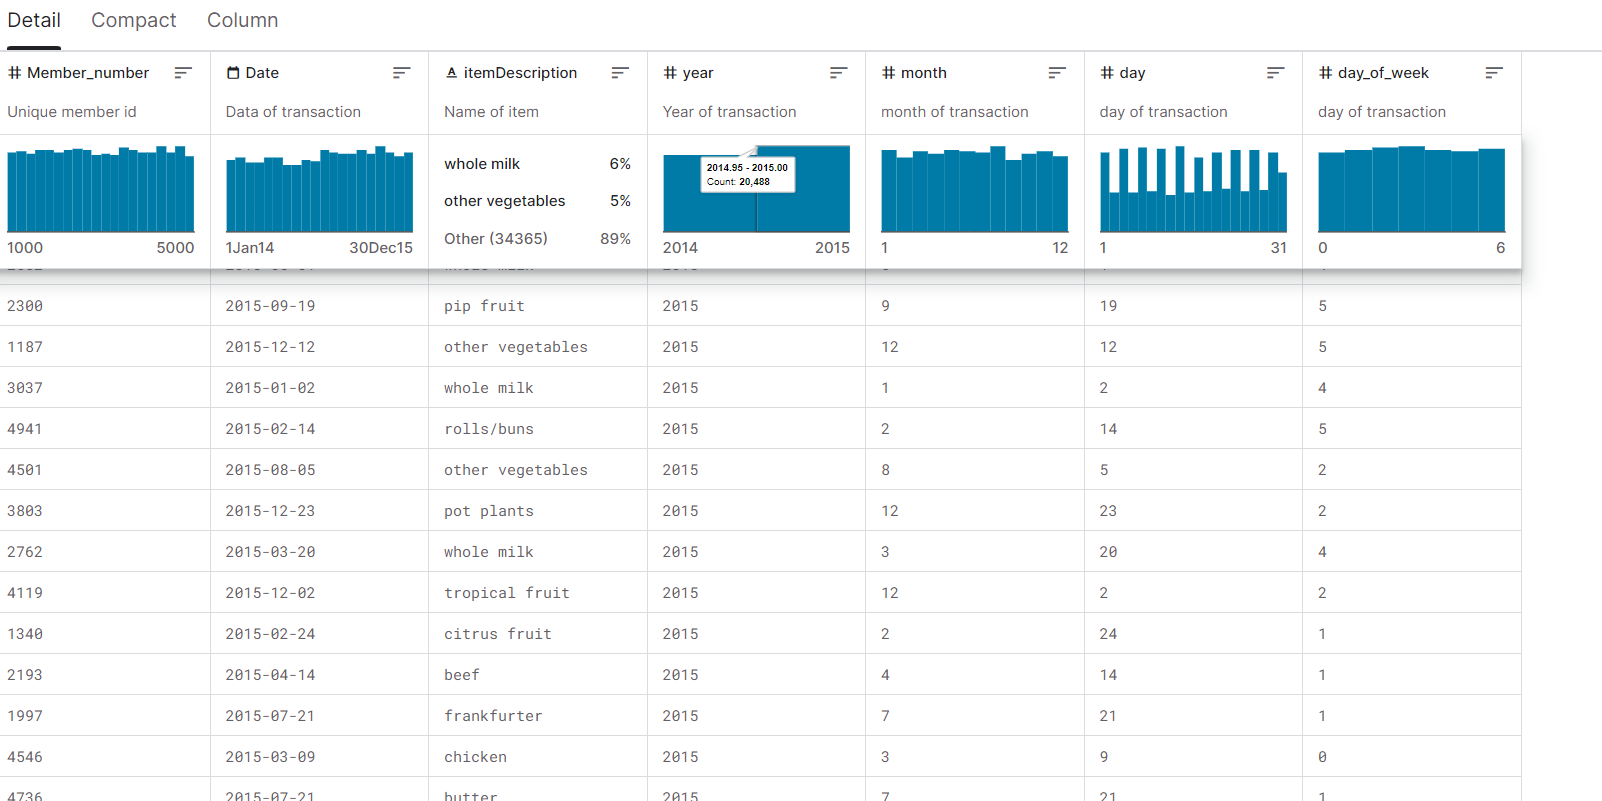 Detail Compact Column
Member_number Date itemDescription year month day day_of_week
Unique member id Data of transaction Name of item Year of transaction month of transaction day of transaction day of transaction
whole milk 6%
2014.95 - 2015.00
Count: 20,488
other vegetables 5%
Other (34365) 89%
1000 5000 1Jan14 30Dec15 2014 2015 1 12 1 31 0 6
2300 2015-09-19 pip fruit 2015 9 19 5
1187 2015-12-12 other vegetables 2015 12 12 5
3037 2015-01-02 whole milk 2015 1 2 4
4941 2015-02-14 rolls/buns 2015 2 14 5
4501 2015-08-05 other vegetables 2015 8 5 2
3803 2015-12-23 pot plants 2015 12 23 2
2762 2015-03-20 whole milk 2015 3 20 4
4119 2015-12-02 tropical fruit 2015 12 2 2
1340 2015-02-24 citrus fruit 2015 2 24 1
2193 2015-04-14 beef 2015 4 14 1
1997 2015-07-21 frankfurter 2015 7 21 1
4546 2015-03-09 chicken 2015 3 9 0
4736 2015-07-21 butter 2015 7 21 1